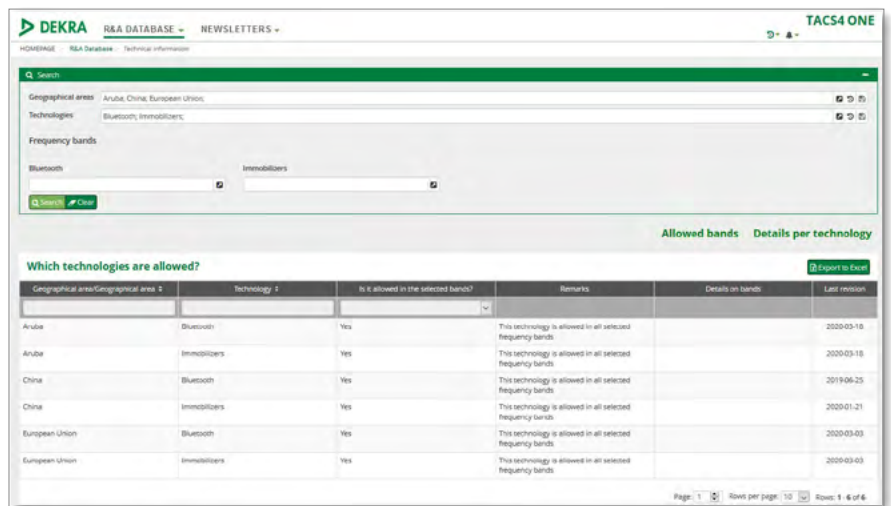 DEKRA R&A DATABASE NEWSLETTERS TACS4 ONE
HOMEPAGE R&A Database Technical information
Search
Geographical areas Aruba; China; European Union;
Technologies Bluetooth; Immobilizers;
Frequency bands
Bluetooth Immobilizers
Search Clear
Allowed bands Details per technology
Which technologies are allowed? Export to Excel
Geographical area/Geographical area Technology Is it allowed in the selected bands? Remarks Details on bands Last revision
Aruba Bluetooth Yes This technology is allowed in all selected 2020-03-18
frequency bands
Aruba Immobilizers Yes This technology is allowed in all selected 2020-03-18
frequency bands
China Bluetooth Yes This technology is allowed in all selected 2019-06-25
frequency bands
China Immobilizers Yes This technology is allowed in all selected 2020-01-21
frequency bands
European Union Bluetooth Yes This technology is allowed in all selected 2020-03-03
frequency bands
European Union Immobilizers Yes This technology is allowed in all selected 2020-03-03
frequency bands
Page: 1 Rows per page: 10 Rows: 1 - 6 of 6